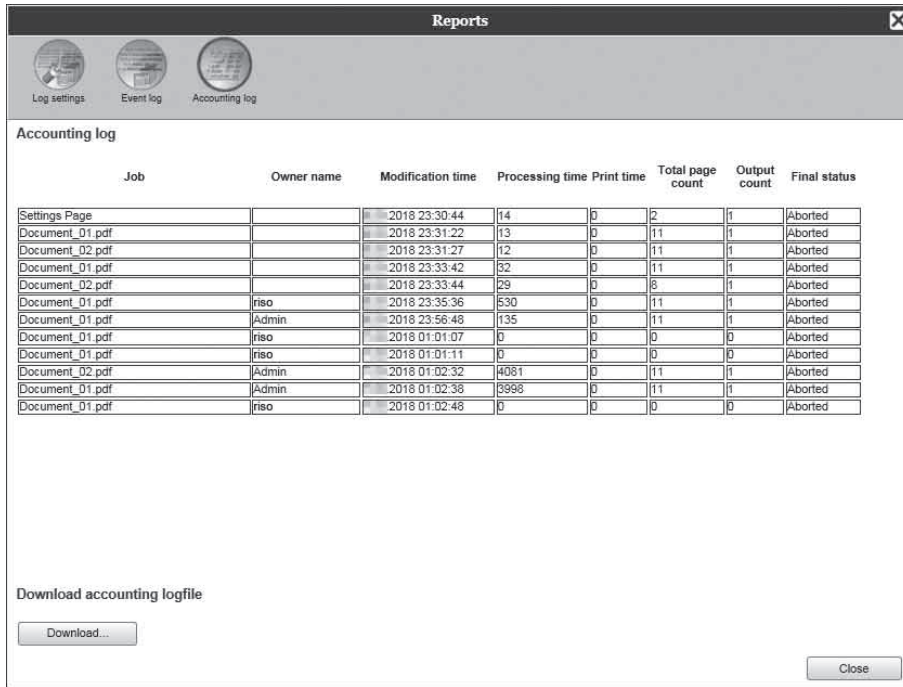 Reports
Log settings Event log Accounting log
Accounting log
Job Owner name Modification time Processing time Print time Total page count Output count Final status
Settings Page .2018 23:30:44 14 0 2 1 Aborted
Document_01.pdf .2018 23:31:22 13 0 11 1 Aborted
Document_02.pdf .2018 23:31:27 12 0 11 1 Aborted
Document_01.pdf .2018 23:33:42 32 0 11 1 Aborted
Document_02.pdf .2018 23:33:44 29 0 8 1 Aborted
Document_01.pdf riso .2018 23:35:36 530 0 11 1 Aborted
Document_01.pdf Admin .2018 23:56:48 135 0 11 1 Aborted
Document_01.pdf riso .2018 01:01:07 0 0 0 0 Aborted
Document_01.pdf riso .2018 01:01:11 0 0 0 0 Aborted
Document_02.pdf Admin .2018 01:02:32 4081 0 11 1 Aborted
Document_01.pdf Admin .2018 01:02:38 3998 0 11 1 Aborted
Document_01.pdf riso .2018 01:02:48 0 0 0 0 Aborted
Download accounting logfile
Download...
Close